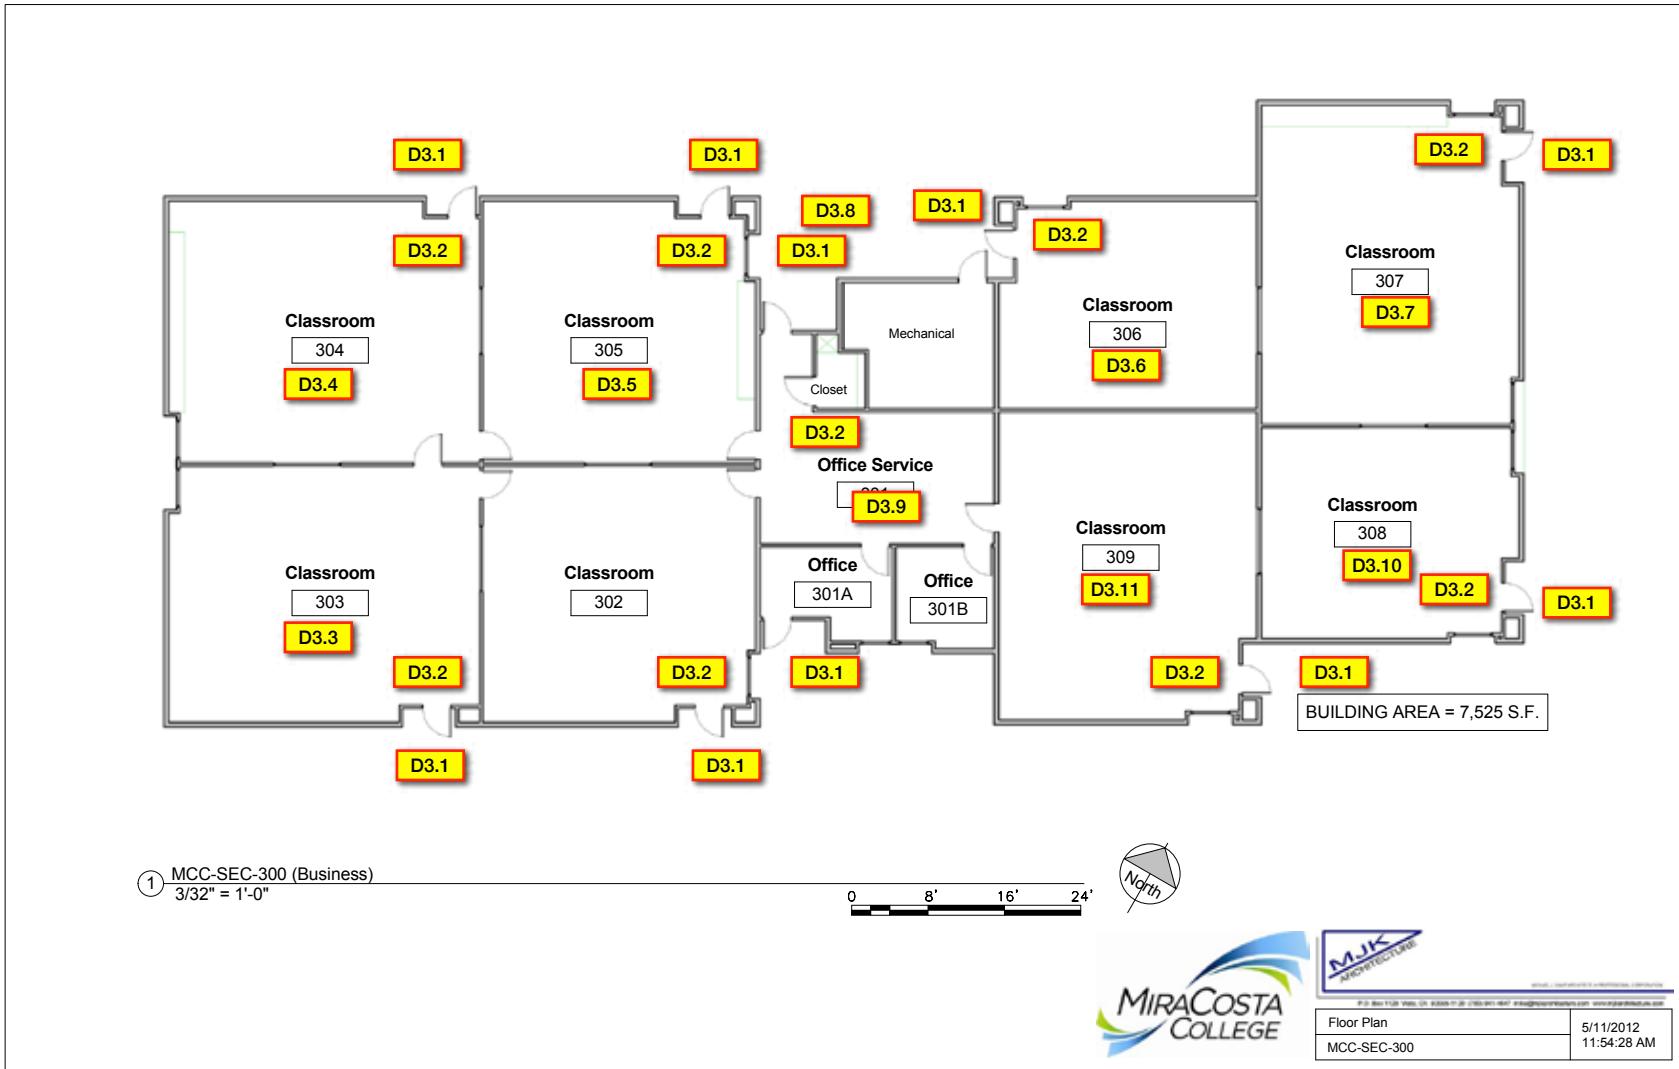 D3.1
D3.1
D3.2
D3.1
D3.8
D3.1
D3.2
D3.2
D3.1
D3.2
Classroom
307
D3.7
Classroom
304
D3.4
Classroom
305
D3.5
Mechanical
Classroom
306
D3.6
Closet
D3.2
Office Service
D3.9
Classroom
308
D3.10
D3.2
D3.1
Classroom
309
D3.11
Classroom
303
D3.3
Classroom
302
Office
301A
Office
301B
D3.2
D3.2
D3.1
D3.2
D3.1
BUILDING AREA = 7,525 S.F.
D3.1
D3.1
1
MCC-SEC-300 (Business)
3/32" = 1'-0"
0 8' 16' 24'
North
MIRACOSTA
COLLEGE
MJK
ARCHITECTURE
Floor Plan
MCC-SEC-300
5/11/2012
11:54:28 AM